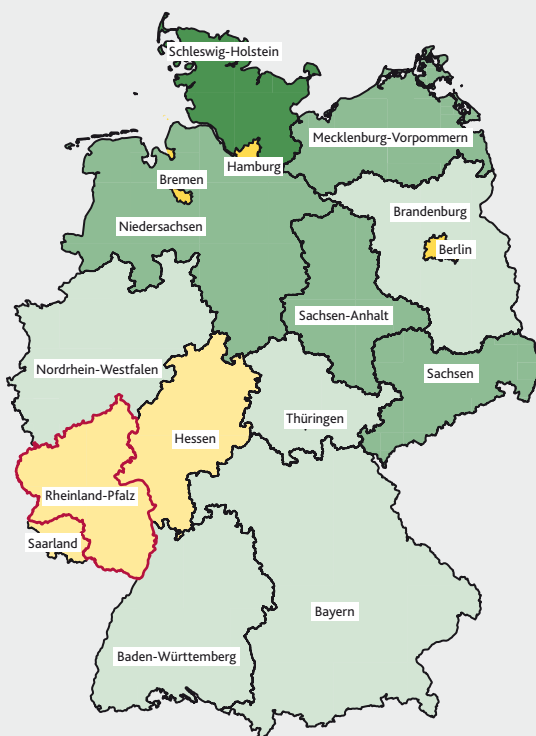 Schleswig-Holstein
Mecklenburg-Vorpommern
Hamburg
Bremen
Brandenburg
Niedersachsen
Berlin
Sachsen-Anhalt
Nordrhein-Westfalen
Sachsen
Thüringen
Hessen
Rheinland-Pfalz
Saarland
Bayern
Baden-Württemberg